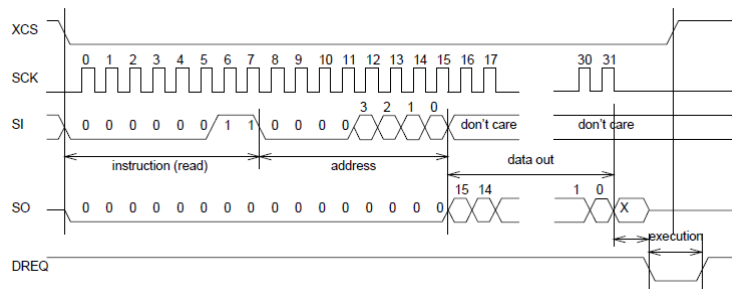 XCS
0 1 2 3 4 5 6 7 8 9 10 11 12 13 14 15 16 17 30 31
SCK
3 2 1 0
SI 0 0 0 0 0 0 1 1 0 0 0 0 don't care don't care
instruction (read) address data out
15 14 1 0
SO 0 0 0 0 0 0 0 0 0 0 0 0 0 0 0 0 X
execution
DREQ